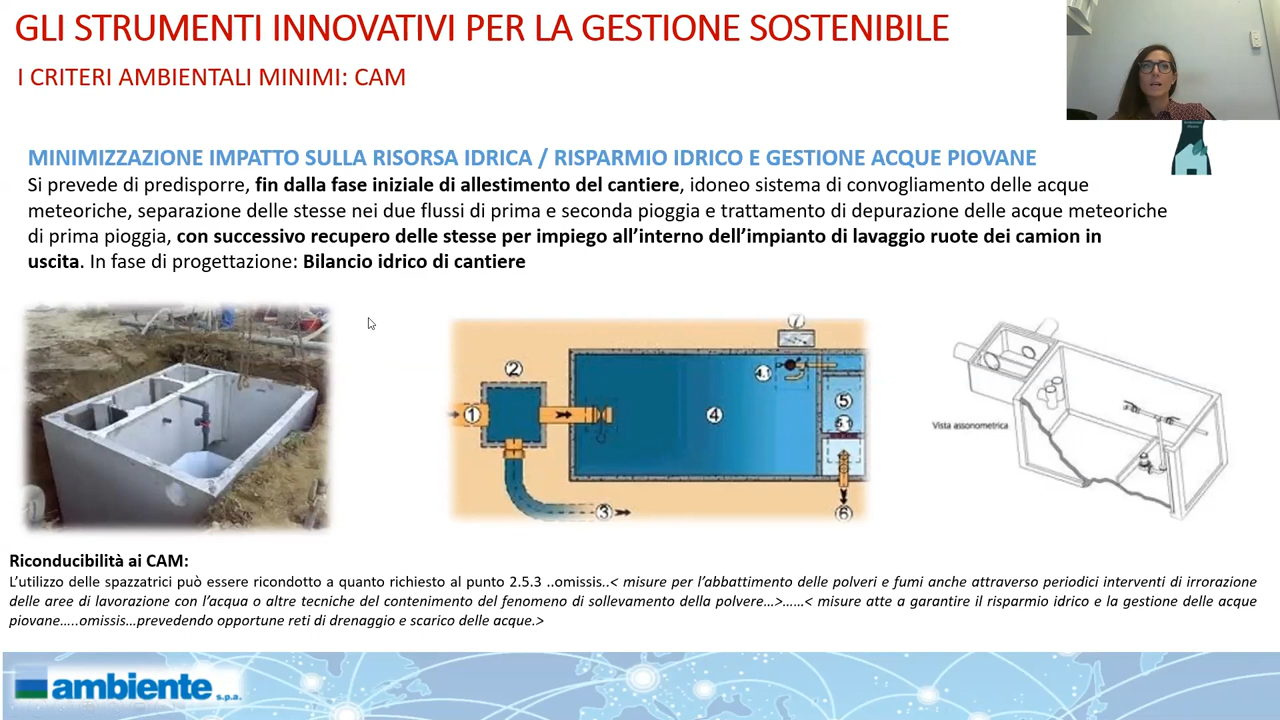 GLI STRUMENTI INNOVATIVI PER LA GESTIONE SOSTENIBILE
I CRITERI AMBIENTALI MINIMI: CAM
MINIMIZZAZIONE IMPATTO SULLA RISORSA IDRICA / RISPARMIO IDRICO E GESTIONE ACQUE PIOVANE
Si prevede di predisporre, fin dalla fase iniziale di allestimento del cantiere, idoneo sistema di convogliamento delle acque
meteoriche, separazione delle stesse nei due flussi di prima e seconda pioggia e trattamento di depurazione delle acque meteoriche
di prima pioggia, con successivo recupero delle stesse per impiego all’interno dell’impianto di lavaggio ruote dei camion in
uscita. In fase di progettazione: Bilancio idrico di cantiere
7
2
4.1
1
4
5
5.1
3
6
Vista assonometrica
Riconducibilità ai CAM:
L’utilizzo delle spazzatrici può essere ricondotto a quanto richiesto al punto 2.5.3 ..omissis..< misure per l’abbattimento delle polveri e fumi anche attraverso periodici interventi di irrorazione
delle aree di lavorazione con l’acqua o altre tecniche del contenimento del fenomeno di sollevamento della polvere…>……< misure atte a garantire il risparmio idrico e la gestione delle acque
piovane…..omissis…prevedendo opportune reti di drenaggio e scarico delle acque.>
ambiente s.p.a.